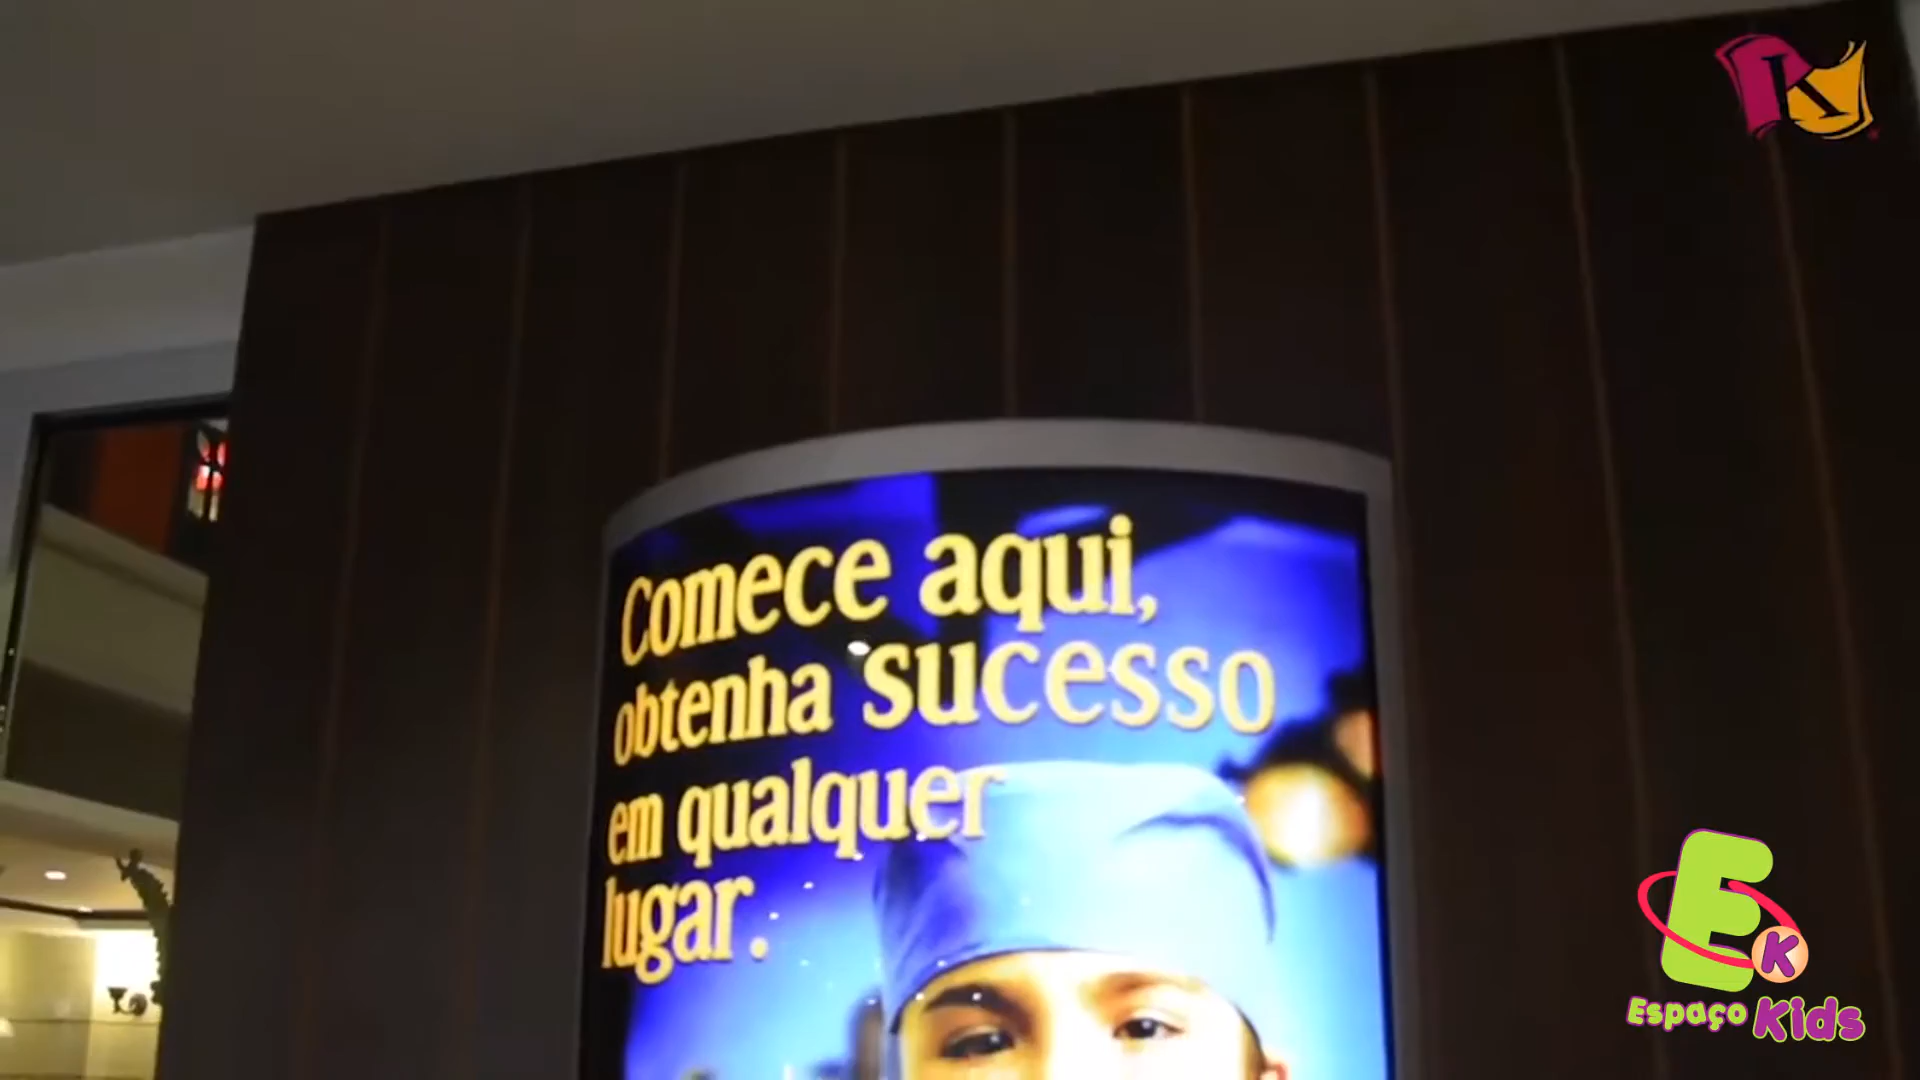 K
Comece aqui,
obtenha sucesso
em qualquer
lugar.
E K
Espaço Kids